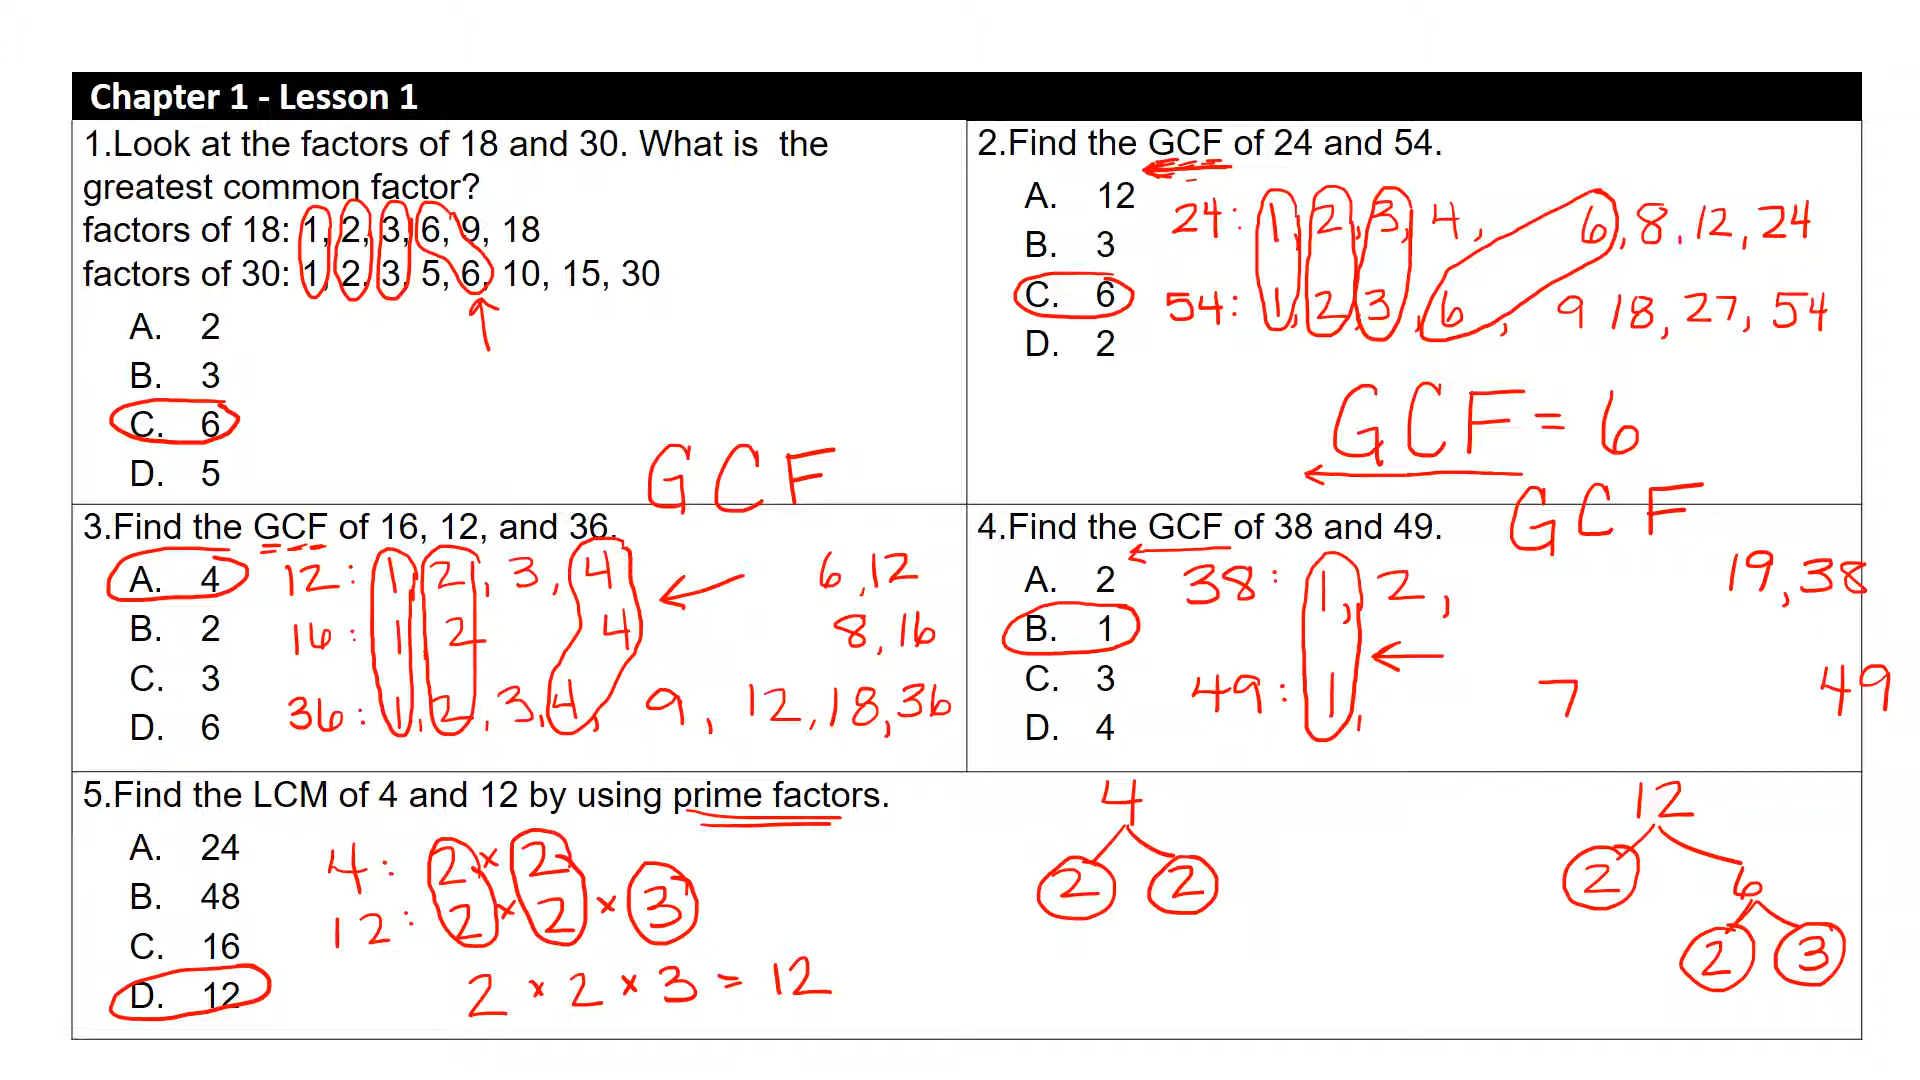 Chapter 1 - Lesson 1
1.Look at the factors of 18 and 30. What is the
greatest common factor?
factors of 18: 1, 2, 3, 6, 9, 18
factors of 30: 1, 2, 3, 5, 6, 10, 15, 30
A. 2
B. 3
C. 6
D. 5
G C F
2.Find the GCF of 24 and 54.
A. 12
B. 3
C. 6
D. 2
24: 1, 2, 3, 4, 6, 8, 12, 24
54: 1, 2, 3, 6, 9 18, 27, 54
G C F = 6
3.Find the GCF of 16, 12, and 36.
A. 4
B. 2
C. 3
D. 6
12: 1 2, 3, 4 6, 12
16: 1 2 4 8, 16
36: 1, 2, 3, 4, 9, 12, 18, 36
4.Find the GCF of 38 and 49.
G C F
A. 2
B. 1
C. 3
D. 4
38: 1, 2, 19, 38
49: 1, 7 49
5.Find the LCM of 4 and 12 by using prime factors.
A. 24
B. 48
C. 16
D. 12
4: 2 × 2
12: 2 × 2 × 3
2 × 2 × 3 = 12
4
2 2
12
2 6
2 3